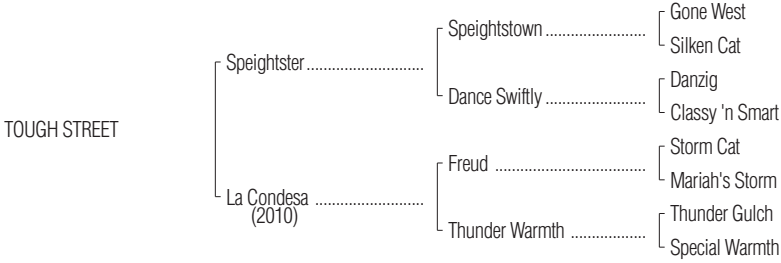 Gone West
Speightstown ........................
Silken Cat
Speightster ............................
Danzig
Dance Swiftly ........................
Classy 'n Smart
TOUGH STREET
Storm Cat
Freud ....................................
Mariah's Storm
La Condesa ..........................
(2010)
Thunder Gulch
Thunder Warmth ..................
Special Warmth